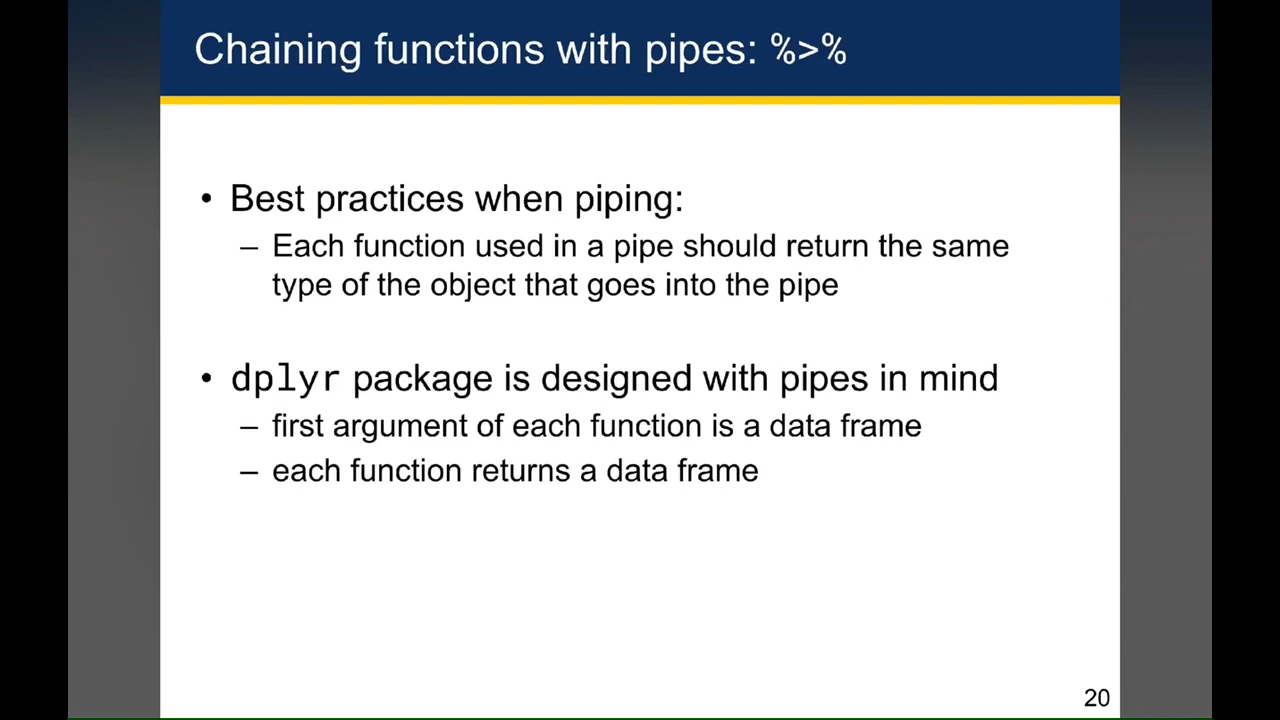 Chaining functions with pipes: %>%
• Best practices when piping:
– Each function used in a pipe should return the same
type of the object that goes into the pipe
• dplyr package is designed with pipes in mind
– first argument of each function is a data frame
– each function returns a data frame
20